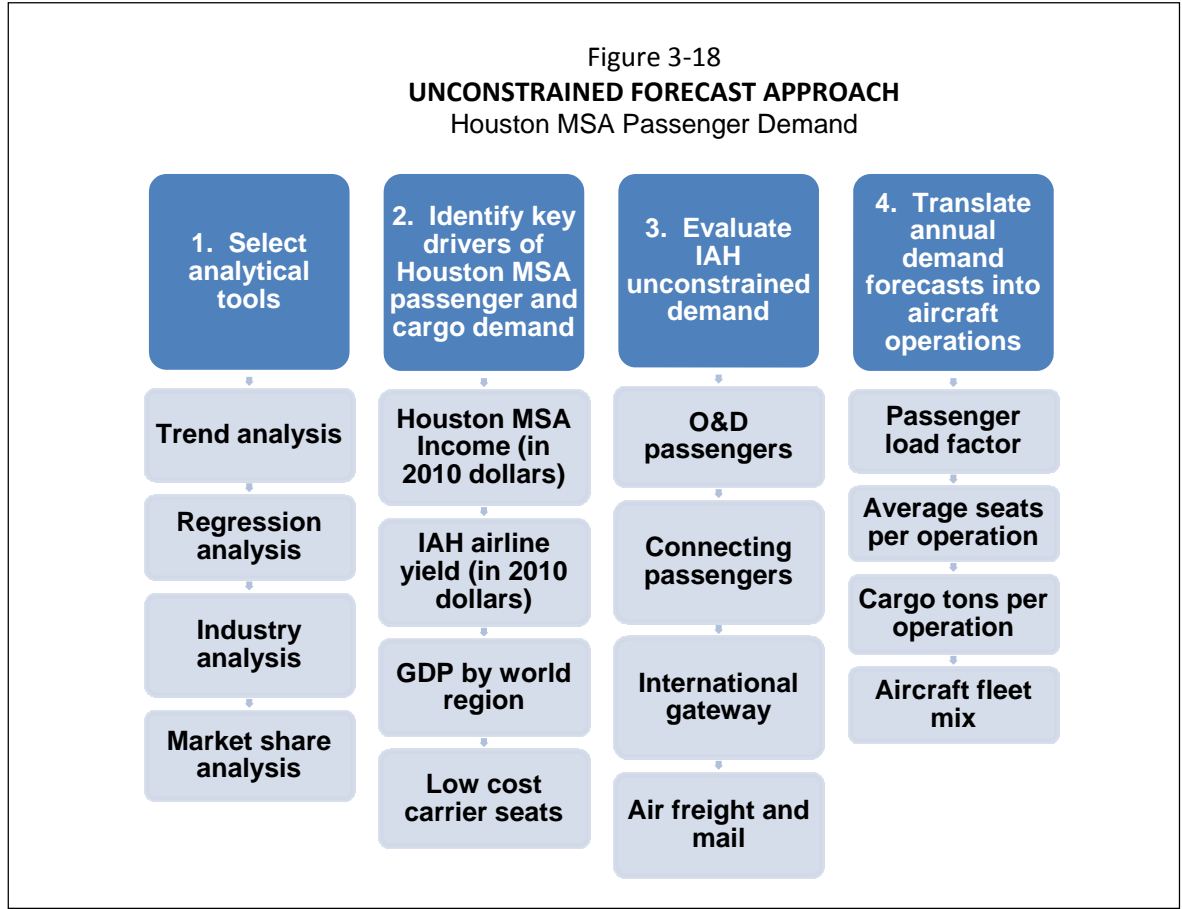 Figure 3-18
UNCONSTRAINED FORECAST APPROACH
Houston MSA Passenger Demand
1. Select
analytical
tools
Trend analysis
Regression
analysis
Industry
analysis
Market share
analysis
2. Identify key
drivers of
Houston MSA
passenger and
cargo demand
Houston MSA
Income (in
2010 dollars)
IAH airline
yield (in 2010
dollars)
GDP by world
region
Low cost
carrier seats
3. Evaluate
IAH
unconstrained
demand
O&D
passengers
Connecting
passengers
International
gateway
Air freight and
mail
4. Translate
annual
demand
forecasts into
aircraft
operations
Passenger
load factor
Average seats
per operation
Cargo tons per
operation
Aircraft fleet
mix